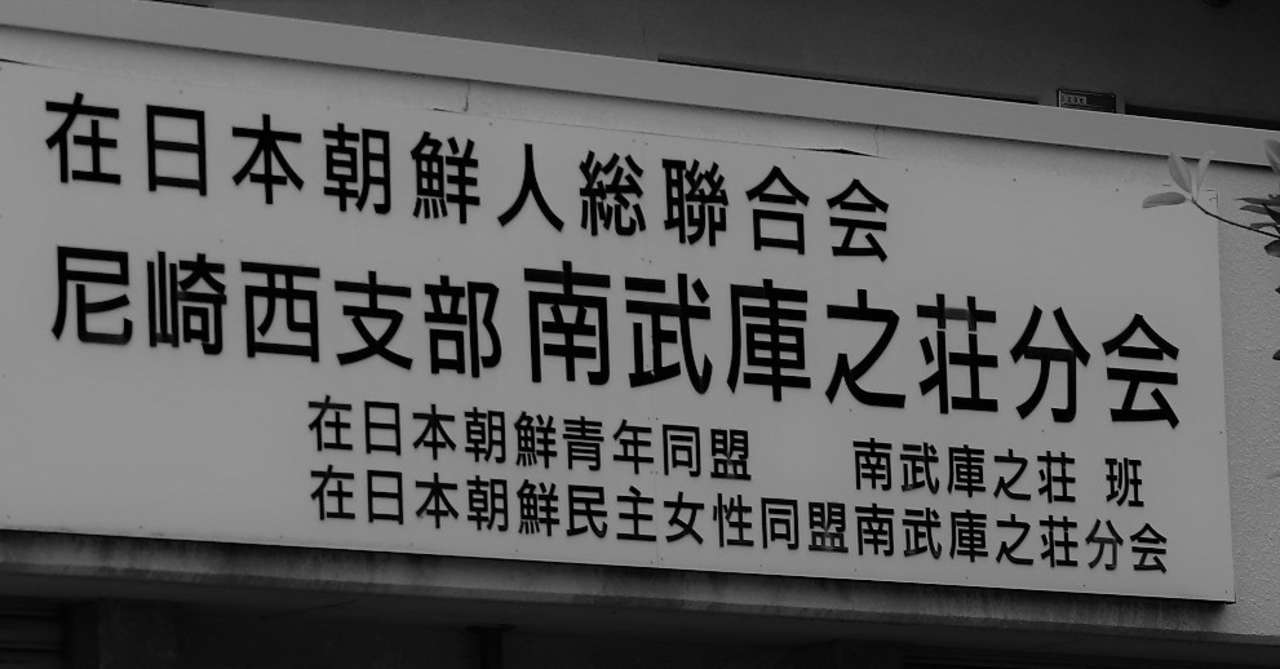 在日本朝鮮人総聯合会
尼崎西支部南武庫之荘分会
在日本朝鮮青年同盟 南武庫之荘 班
在日本朝鮮民主女性同盟南武庫之荘分会